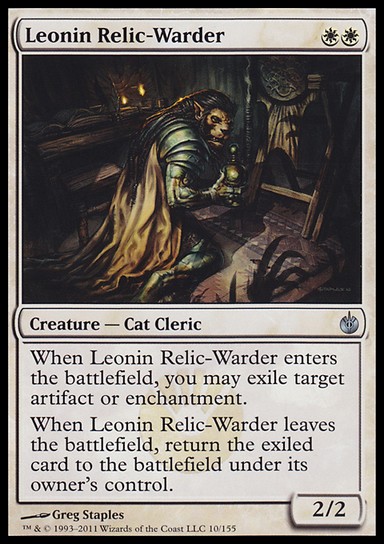 Leonin Relic-Warder
Creature — Cat Cleric
When Leonin Relic-Warder enters
the battlefield, you may exile target
artifact or enchantment.
When Leonin Relic-Warder leaves
the battlefield, return the exiled
card to the battlefield under its
owner's control.
Greg Staples
2/2
™ & © 1993–2011 Wizards of the Coast LLC 10/155